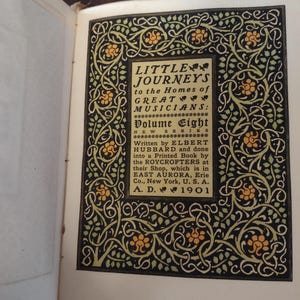 LITTLE
JOURNEYS
to the Homes of
GREAT
MUSICIANS:
Volume Eight
NEW SERIES
Written by ELBERT
HUBBARD and done
into a Printed Book by
the ROYCROFTERS at
their Shop, which is in
EAST AURORA, Erie
Co., New York, U. S. A.
A. D. 1901